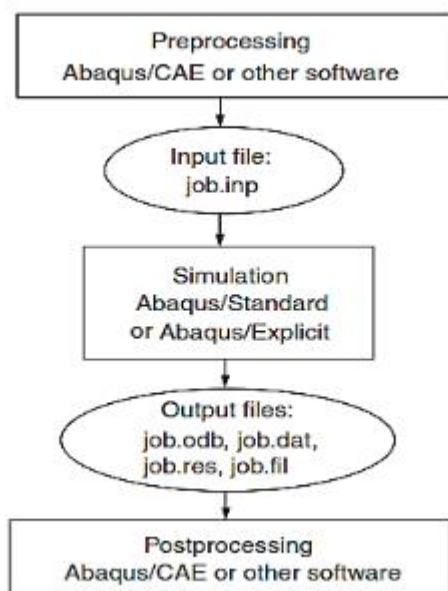 Preprocessing
Abaqus/CAE or other software
Input file:
job.inp
Simulation
Abaqus/Standard
or Abaqus/Explicit
Output files:
job.odb, job.dat,
job.res, job.fil
Postprocessing
Abaqus/CAE or other software